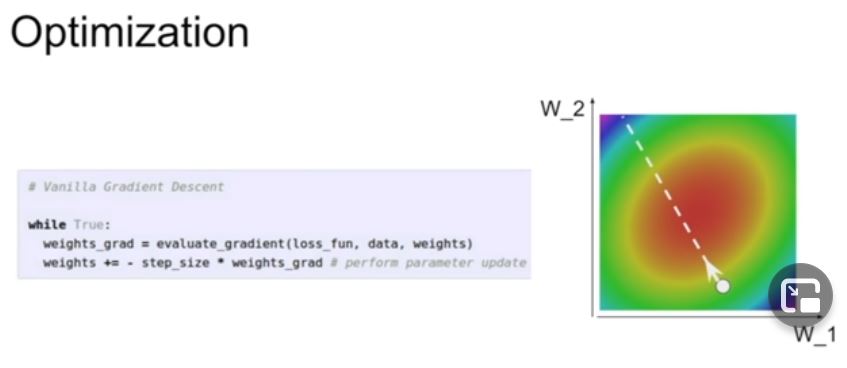 Optimization
# Vanilla Gradient Descent
while True:
weights_grad = evaluate_gradient(loss_fun, data, weights)
weights += - step_size * weights_grad # perform parameter update
W_2
W_1